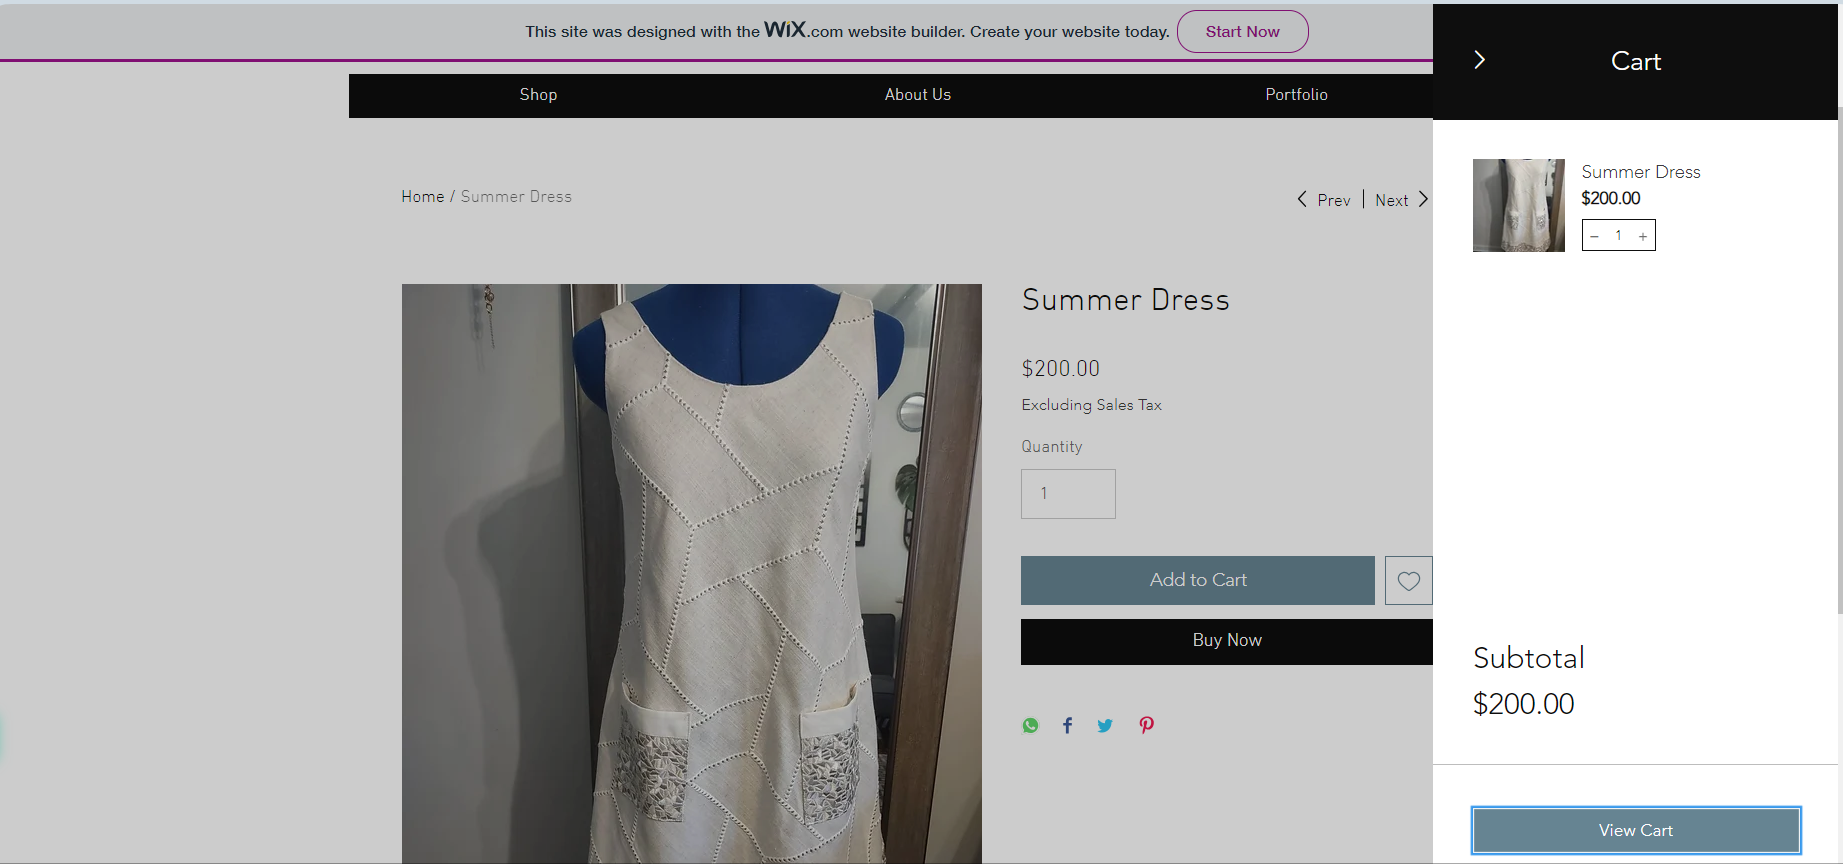 This site was designed with the WiX.com website builder. Create your website today. Start Now
Shop About Us Portfolio
Home / Summer Dress
Prev | Next
Summer Dress
$200.00
Excluding Sales Tax
Quantity
1
Add to Cart
Buy Now
Cart
Summer Dress
$200.00
− 1 +
Subtotal
$200.00
View Cart